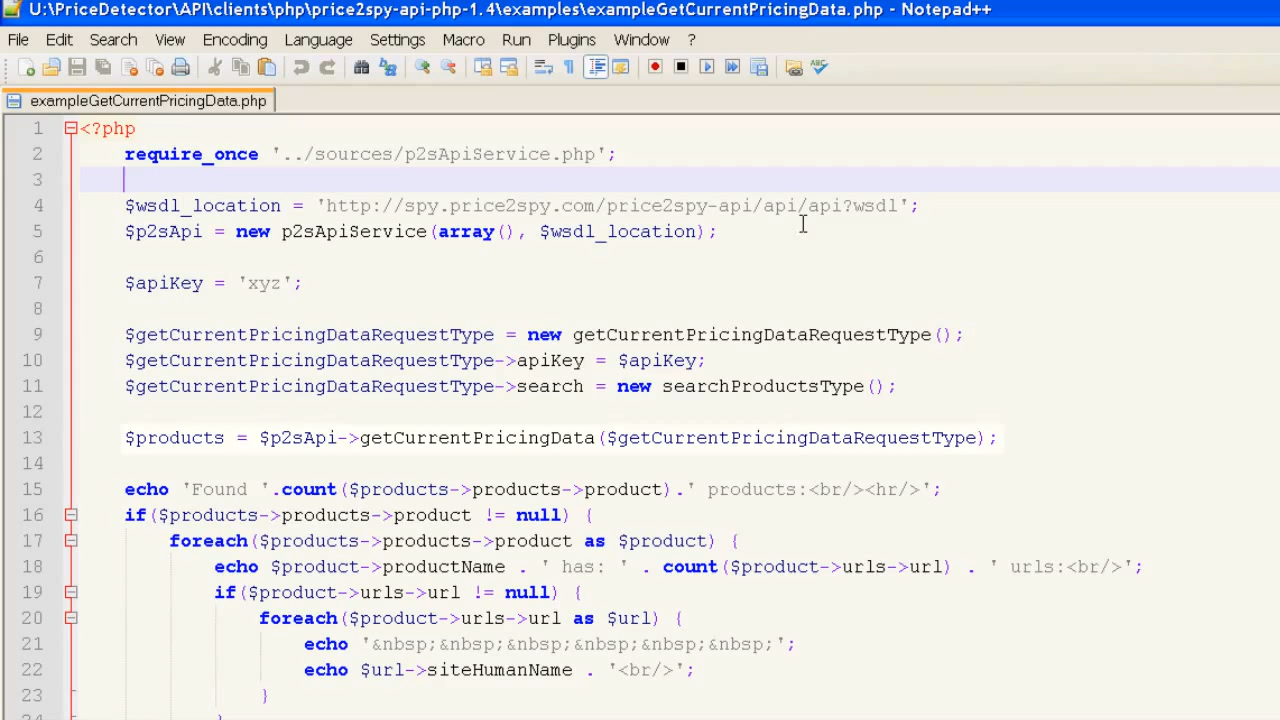 U:\PriceDetector\API\clients\php\price2spy-api-php-1.4\examples\exampleGetCurrentPricingData.php - Notepad++
File Edit Search View Encoding Language Settings Macro Run Plugins Window ?
exampleGetCurrentPricingData.php
1 <?php
2 require_once '../sources/p2sApiService.php';
3
4 $wsdl_location = 'http://spy.price2spy.com/price2spy-api/api/api?wsdl';
5 $p2sApi = new p2sApiService(array(), $wsdl_location);
6
7 $apiKey = 'xyz';
8
9 $getCurrentPricingDataRequestType = new getCurrentPricingDataRequestType();
10 $getCurrentPricingDataRequestType->apiKey = $apiKey;
11 $getCurrentPricingDataRequestType->search = new searchProductsType();
12
13 $products = $p2sApi->getCurrentPricingData($getCurrentPricingDataRequestType);
14
15 echo 'Found '.count($products->products->product).' products:<br/><hr/>';
16 if($products->products->product != null) {
17 foreach($products->products->product as $product) {
18 echo $product->productName . ' has: ' . count($product->urls->url) . ' urls:<br/>';
19 if($product->urls->url != null) {
20 foreach($product->urls->url as $url) {
21 echo '&nbsp;&nbsp;&nbsp;&nbsp;&nbsp;&nbsp;';
22 echo $url->siteHumanName . '<br/>';
23 }
24 }